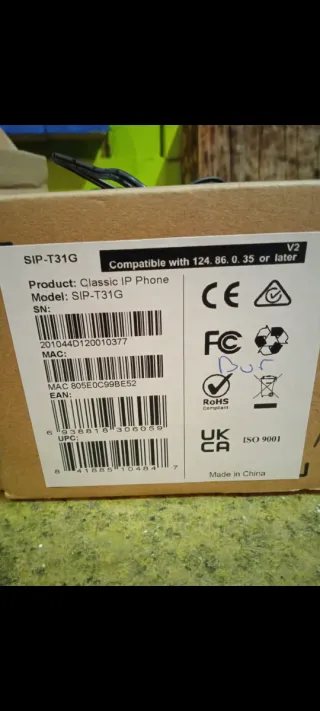 SIP-T31G
V2
Compatible with 124.86.0.35 or later
Product: Classic IP Phone
Model: SIP-T31G
SN:
201044D120010377
MAC:
MAC 805E0C99BE52
EAN:
6 938818 306059
UPC:
8 41885 10484 7
CE
FC
RoHS
Compliant
UK
CA
ISO 9001
Made in China